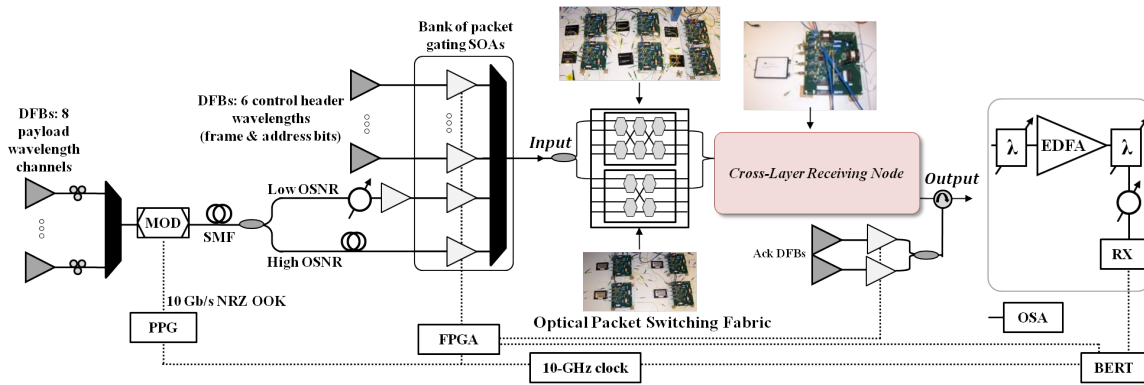 Bank of packet
gating SOAs
DFBs: 8
payload
wavelength
channels
DFBs: 6 control header
wavelengths
(frame & address bits)
Input
Cross-Layer Receiving Node
Output
λ
EDFA
λ
Low OSNR
MOD
SMF
High OSNR
Ack DFBs
RX
10 Gb/s NRZ OOK
PPG
FPGA
Optical Packet Switching Fabric
OSA
10-GHz clock
BERT